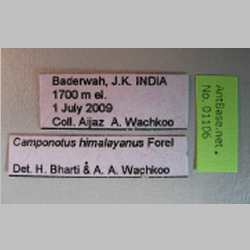 Baderwah, J.K. INDIA
1700 m el.
1 July 2009
Coll. Aijaz A. Wachkoo
Camponotus himalayanus Forel
Det. H. Bharti & A. A. Wachkoo
AntBase.net.
No. 01106